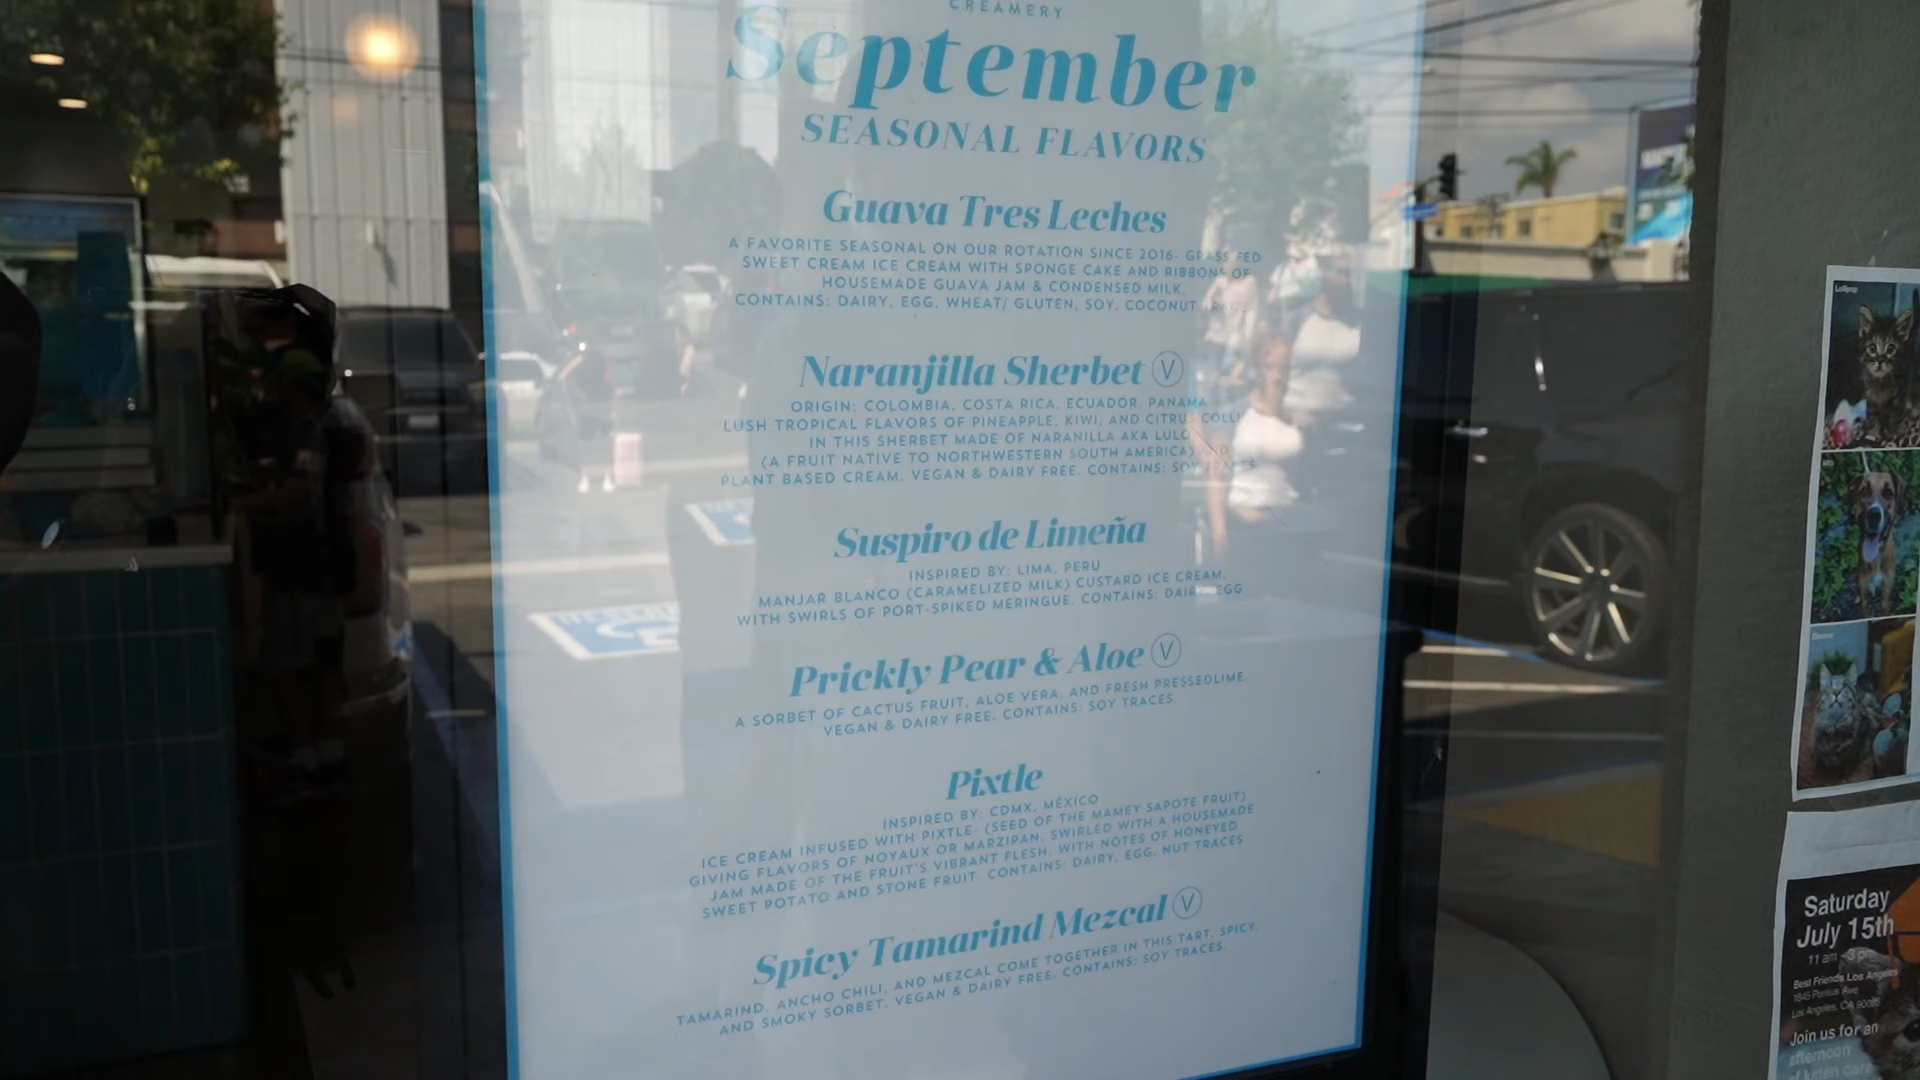 CREAMERY
September
SEASONAL FLAVORS
Guava Tres Leches
A FAVORITE SEASONAL ON OUR ROTATION SINCE 2016- GRASS FED
SWEET CREAM ICE CREAM WITH SPONGE CAKE AND RIBBONS OF
HOUSEMADE GUAVA JAM & CONDENSED MILK,
CONTAINS: DAIRY, EGG, WHEAT/ GLUTEN, SOY, COCONUT TRACES
Naranjilla Sherbet Ⓥ
ORIGIN: COLOMBIA, COSTA RICA, ECUADOR, PANAMA
LUSH TROPICAL FLAVORS OF PINEAPPLE, KIWI, AND CITRUS
IN THIS SHERBET MADE OF NARANILLA AKA LULO
(A FRUIT NATIVE TO NORTHWESTERN SOUTH AMERICA) AND
PLANT BASED CREAM. VEGAN & DAIRY FREE. CONTAINS: SOY TRACES
Suspiro de Limeña
INSPIRED BY: LIMA, PERU
MANJAR BLANCO (CARAMELIZED MILK) CUSTARD ICE CREAM,
WITH SWIRLS OF PORT-SPIKED MERINGUE. CONTAINS: DAIRY, EGG
Prickly Pear & Aloe Ⓥ
A SORBET OF CACTUS FRUIT, ALOE VERA, AND FRESH PRESSEDLIME.
VEGAN & DAIRY FREE. CONTAINS: SOY TRACES.
Pixtle
INSPIRED BY: CDMX, MÉXICO
ICE CREAM INFUSED WITH PIXTLE- (SEED OF THE MAMEY SAPOTE FRUIT)
GIVING FLAVORS OF NOYAUX OR MARZIPAN, SWIRLED WITH A HOUSEMADE
JAM MADE OF THE FRUIT'S VIBRANT FLESH, WITH NOTES OF HONEYED
SWEET POTATO AND STONE FRUIT. CONTAINS: DAIRY, EGG, NUT TRACES
Spicy Tamarind Mezcal Ⓥ
TAMARIND, ANCHO CHILI, AND MEZCAL COME TOGETHER IN THIS TART, SPICY,
AND SMOKY SORBET. VEGAN & DAIRY FREE. CONTAINS: SOY TRACES.
Lollipop
Saturday
July 15th
11 am - 3 pm
Best Friends Los Angeles
1845 Pontius Ave
Los Angeles, CA 90025
Join us for an
afternoon
of kitten care